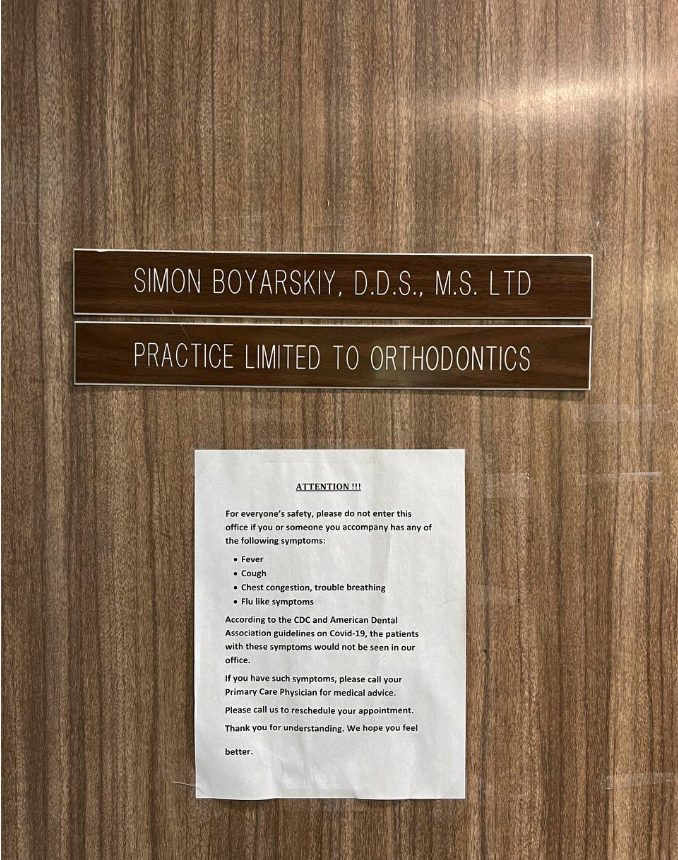 SIMON BOYARSKIY, D.D.S., M.S. LTD
PRACTICE LIMITED TO ORTHODONTICS
ATTENTION !!!
For everyone's safety, please do not enter this
office if you or someone you accompany has any of
the following symptoms:
• Fever
• Cough
• Chest congestion, trouble breathing
• Flu like symptoms
According to the CDC and American Dental
Association guidelines on Covid-19, the patients
with these symptoms would not be seen in our
office.
If you have such symptoms, please call your
Primary Care Physician for medical advice.
Please call us to reschedule your appointment.
Thank you for understanding. We hope you feel
better.